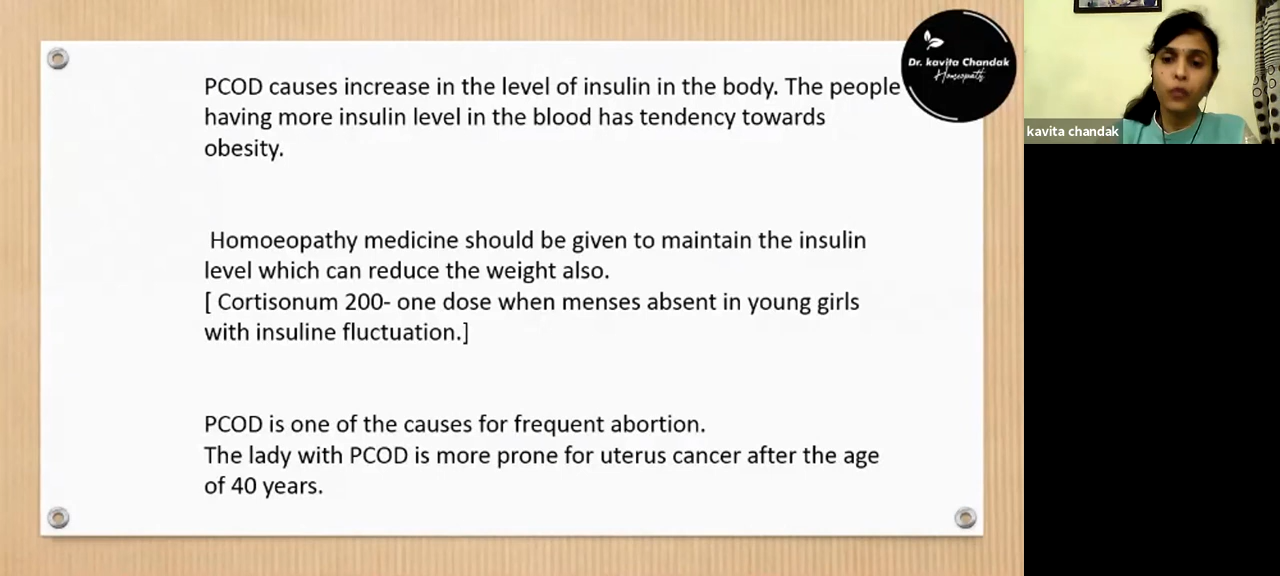 PCOD causes increase in the level of insulin in the body. The people
having more insulin level in the blood has tendency towards
obesity.
Homoeopathy medicine should be given to maintain the insulin
level which can reduce the weight also.
[ Cortisonum 200- one dose when menses absent in young girls
with insuline fluctuation.]
PCOD is one of the causes for frequent abortion.
The lady with PCOD is more prone for uterus cancer after the age
of 40 years.
Dr. kavita Chandak
Homeopath
kavita chandak